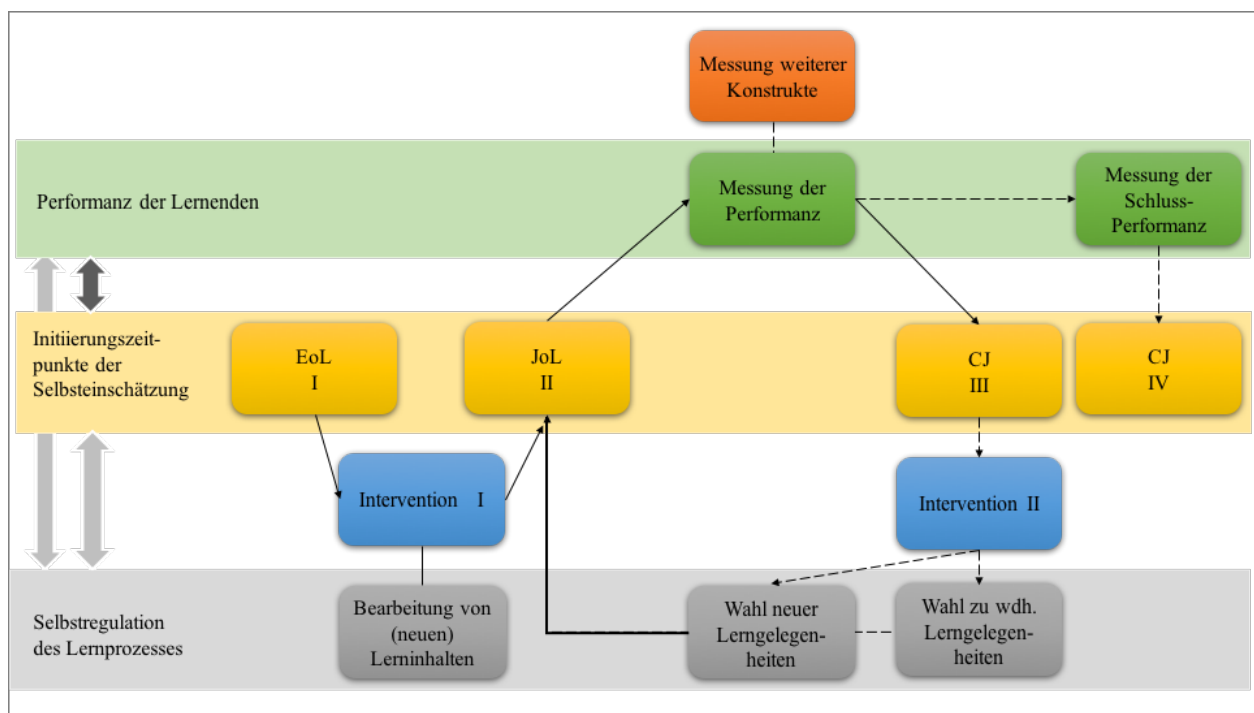 Messung weiterer
Konstrukte
Performanz der Lernenden
Messung der
Performanz
Messung der
Schluss-
Performanz
Initiierungszeit-
punkte der
Selbsteinschätzung
EoL
I
JoL
II
CJ
III
CJ
IV
Intervention I
Intervention II
Selbstregulation
des Lernprozesses
Bearbeitung von
(neuen)
Lerninhalten
Wahl neuer
Lerngelegen-
heiten
Wahl zu wdh.
Lerngelegen-
heiten